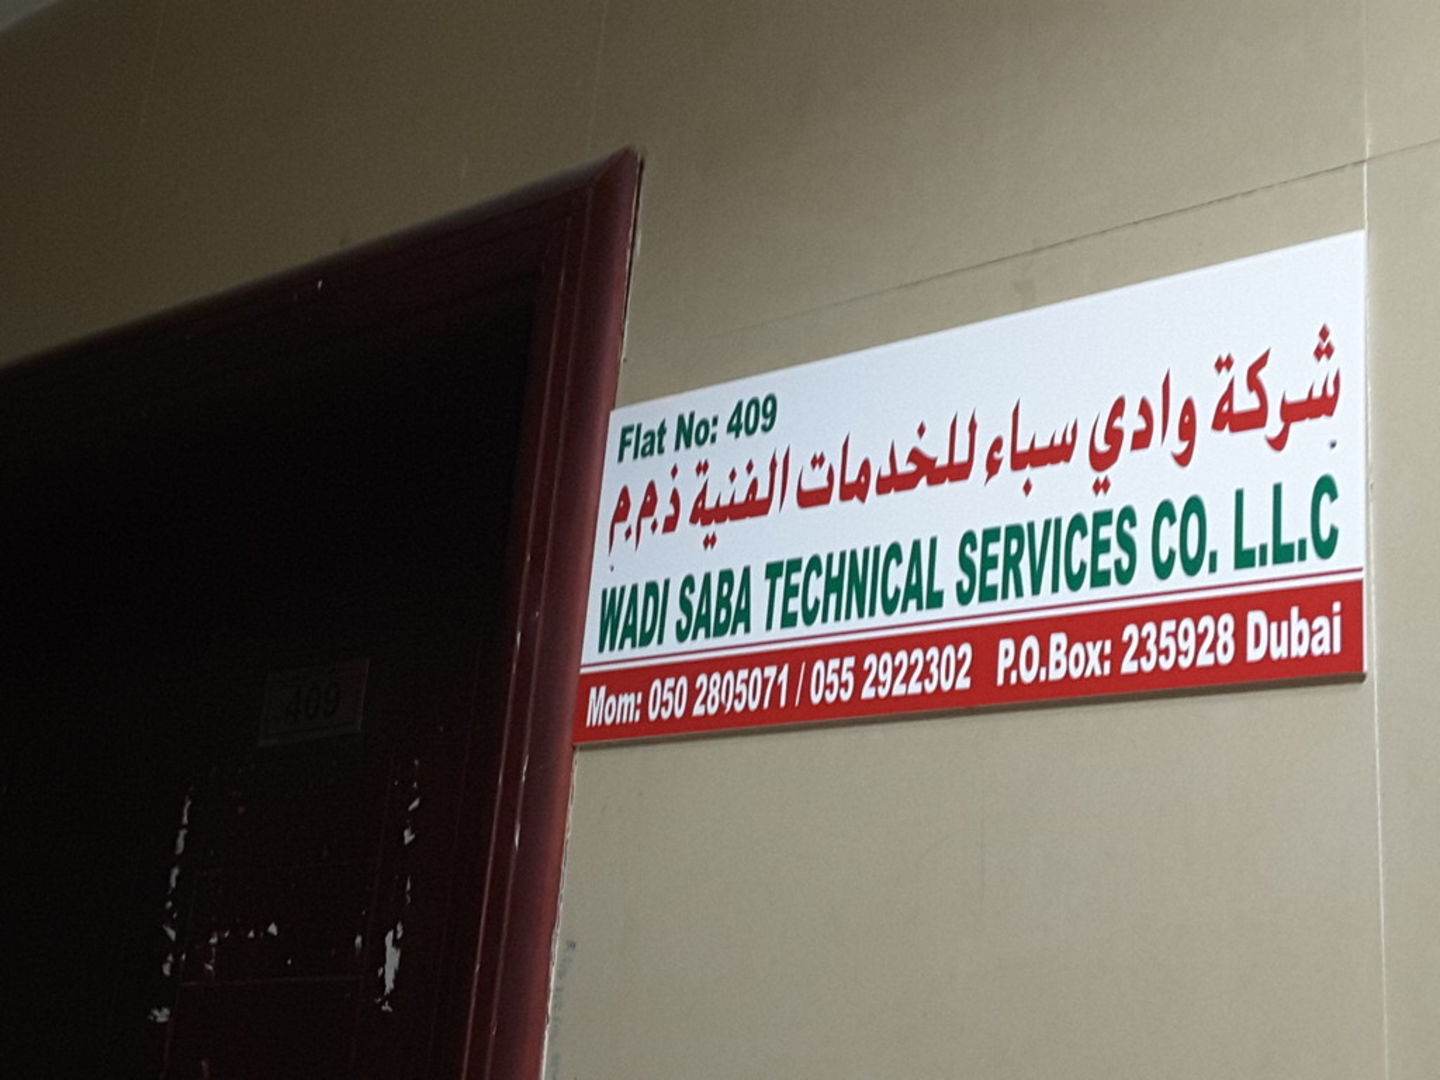 Flat No: 409
شركة وادي سباء للخدمات الفنية ذ.م.م
WADI SABA TECHNICAL SERVICES CO. L.L.C
Mom: 050 2805071 / 055 2922302 P.O.Box: 235928 Dubai
409